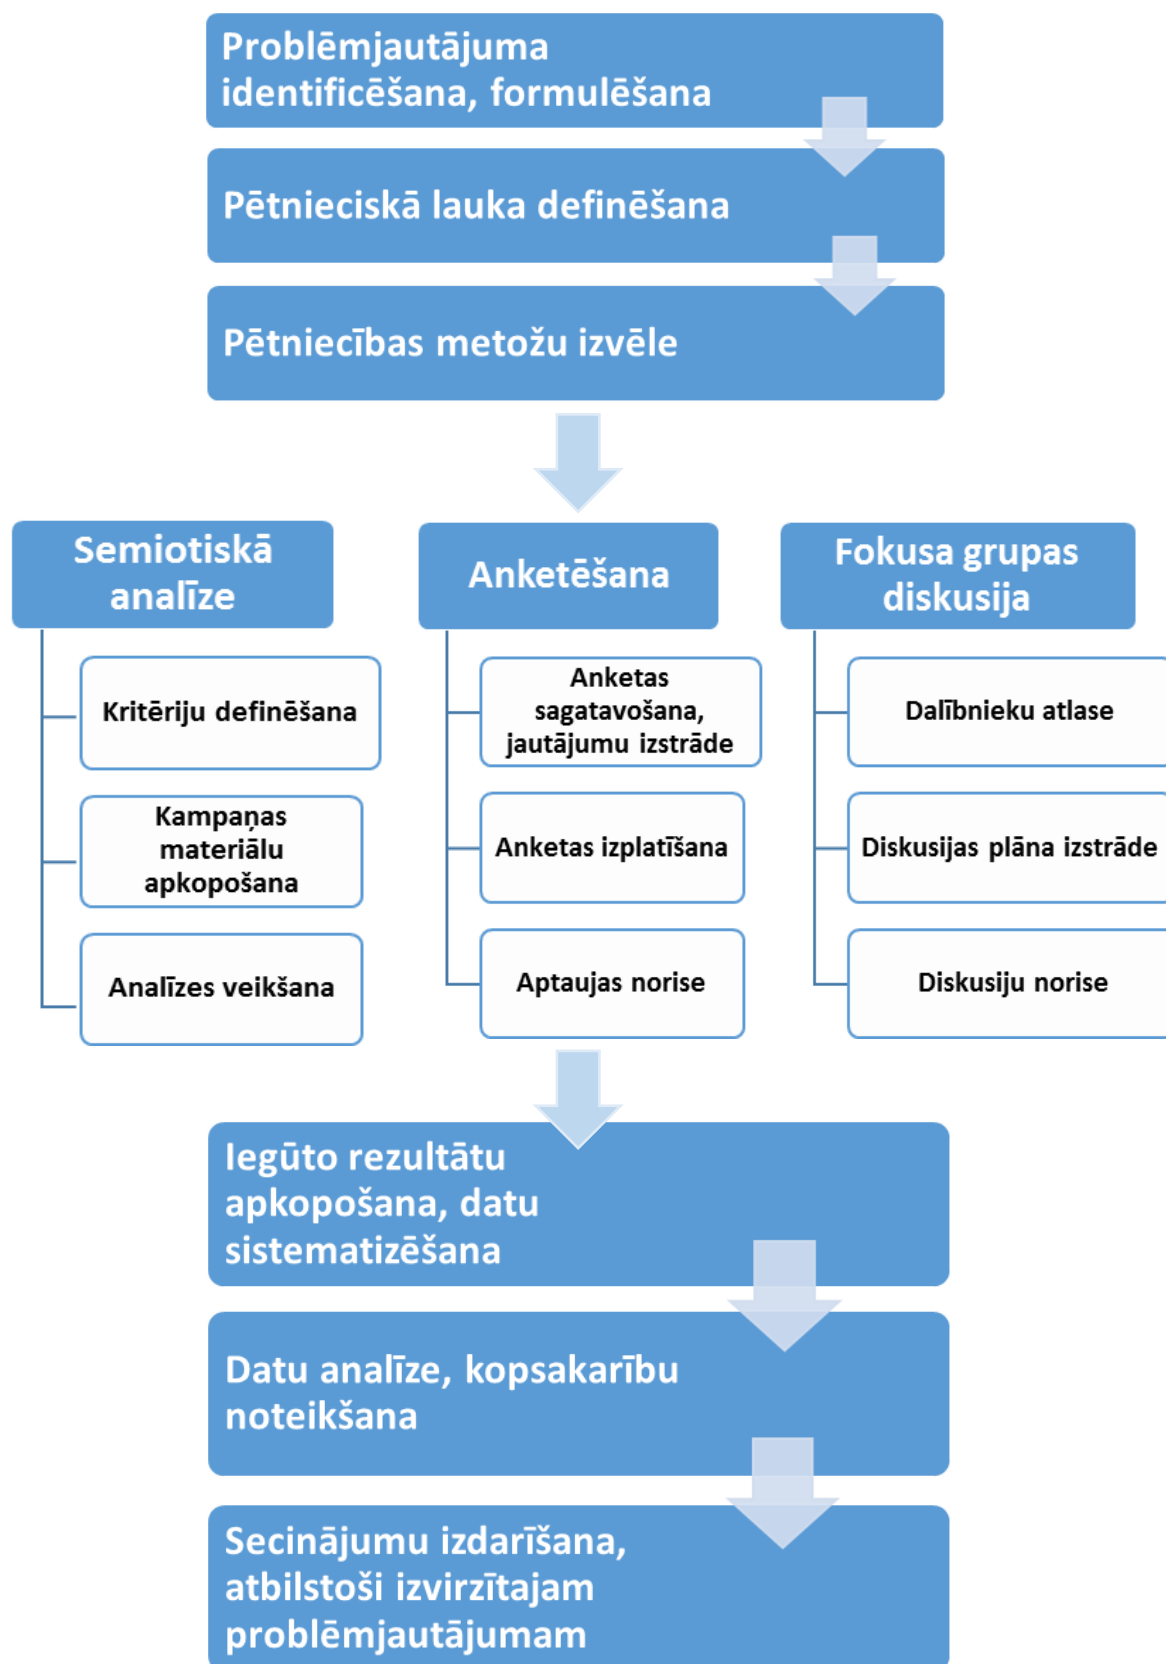 Problēmjautājuma
identificēšana, formulēšana
Pētnieciskā lauka definēšana
Pētniecības metožu izvēle
Semiotiskā
analīze
Kritēriju definēšana
Kampaņas
materiālu
apkopošana
Analīzes veikšana
Anketēšana
Anketas
sagatavošana,
jautājumu izstrāde
Anketas izplatīšana
Aptaujas norise
Fokusa grupas
diskusija
Dalībnieku atlase
Diskusijas plāna izstrāde
Diskusiju norise
Iegūto rezultātu
apkopošana, datu
sistematizēšana
Datu analīze, kopsakarību
noteikšana
Secinājumu izdarīšana,
atbilstoši izvirzītajam
problēmjautājumam